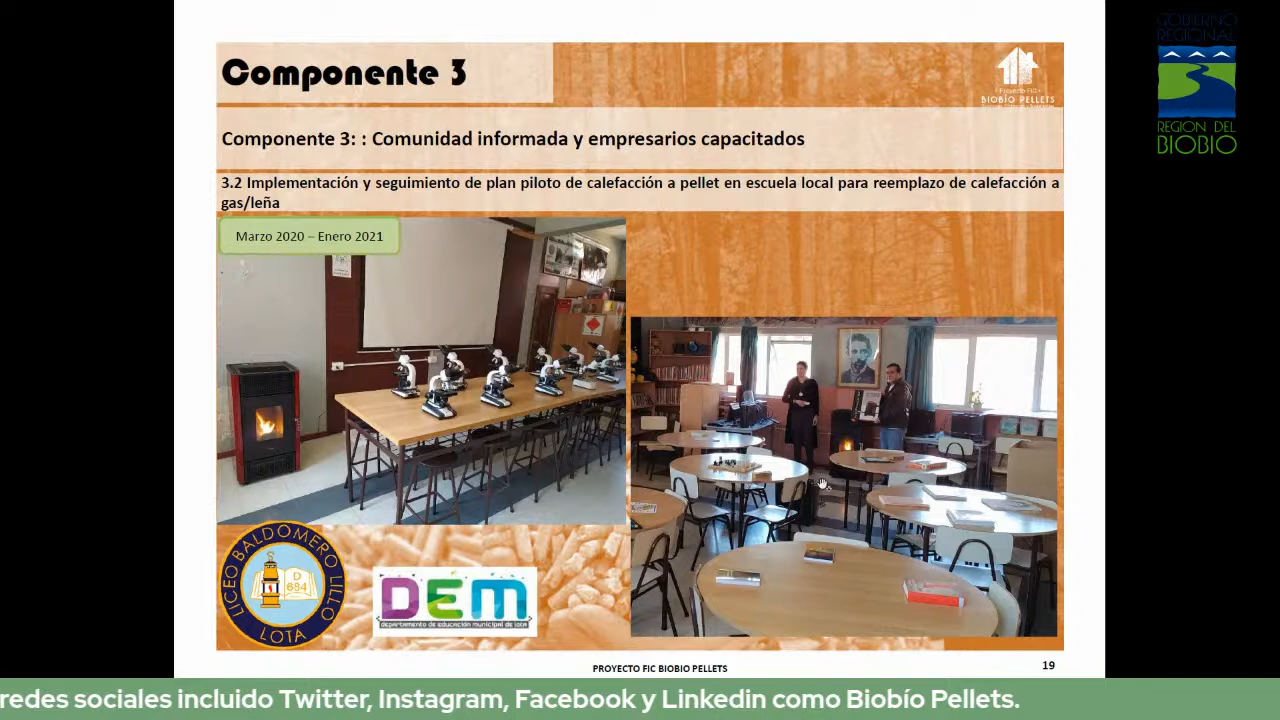 GOBIERNO
REGIONAL
REGION DEL
BIOBIO
Componente 3
Proyecto FIC
BIOBÍO PELLETS
Componente 3: : Comunidad informada y empresarios capacitados
3.2 Implementación y seguimiento de plan piloto de calefacción a pellet en escuela local para reemplazo de calefacción a
gas/leña
Marzo 2020 – Enero 2021
LICEO BALDOMERO LILLO
D
684
LOTA
DEM
departamento de educación municipal de lota
PROYECTO FIC BIOBIO PELLETS
19
redes sociales incluido Twitter, Instagram, Facebook y Linkedin como Biobío Pellets.